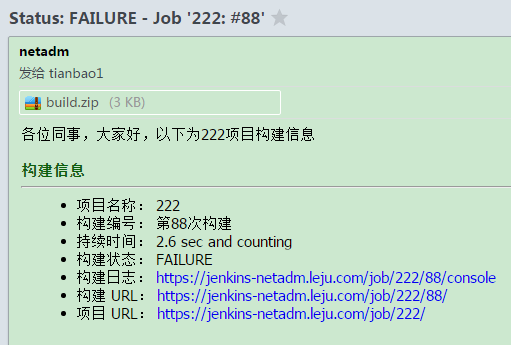 Status: FAILURE - Job '222: #88'
netadm
发给 tianbao1
build.zip (3 KB)
各位同事，大家好，以下为222项目构建信息
构建信息
• 项目名称： 222
• 构建编号： 第88次构建
• 持续时间： 2.6 sec and counting
• 构建状态： FAILURE
• 构建日志： https://jenkins-netadm.leju.com/job/222/88/console
• 构建 URL： https://jenkins-netadm.leju.com/job/222/88/
• 项目 URL： https://jenkins-netadm.leju.com/job/222/